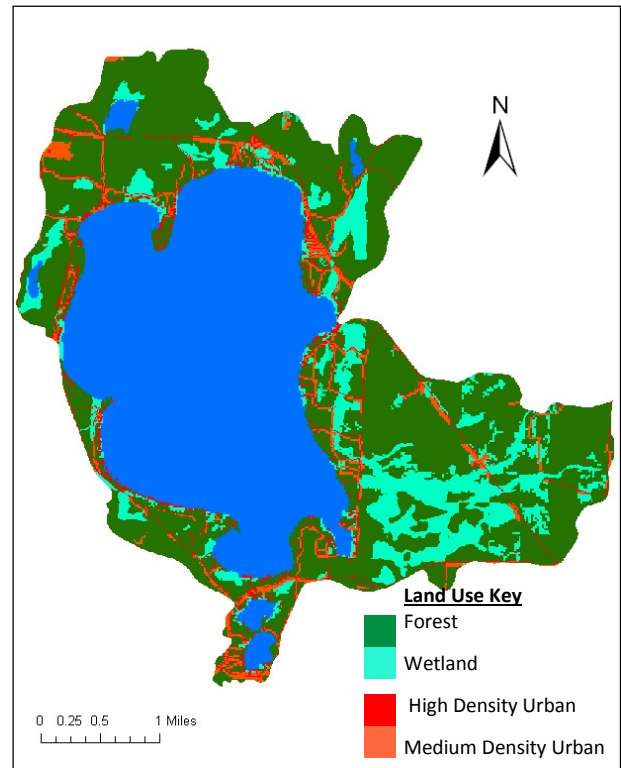 N
Land Use Key
Forest
Wetland
High Density Urban
Medium Density Urban
0 0.25 0.5 1 Miles